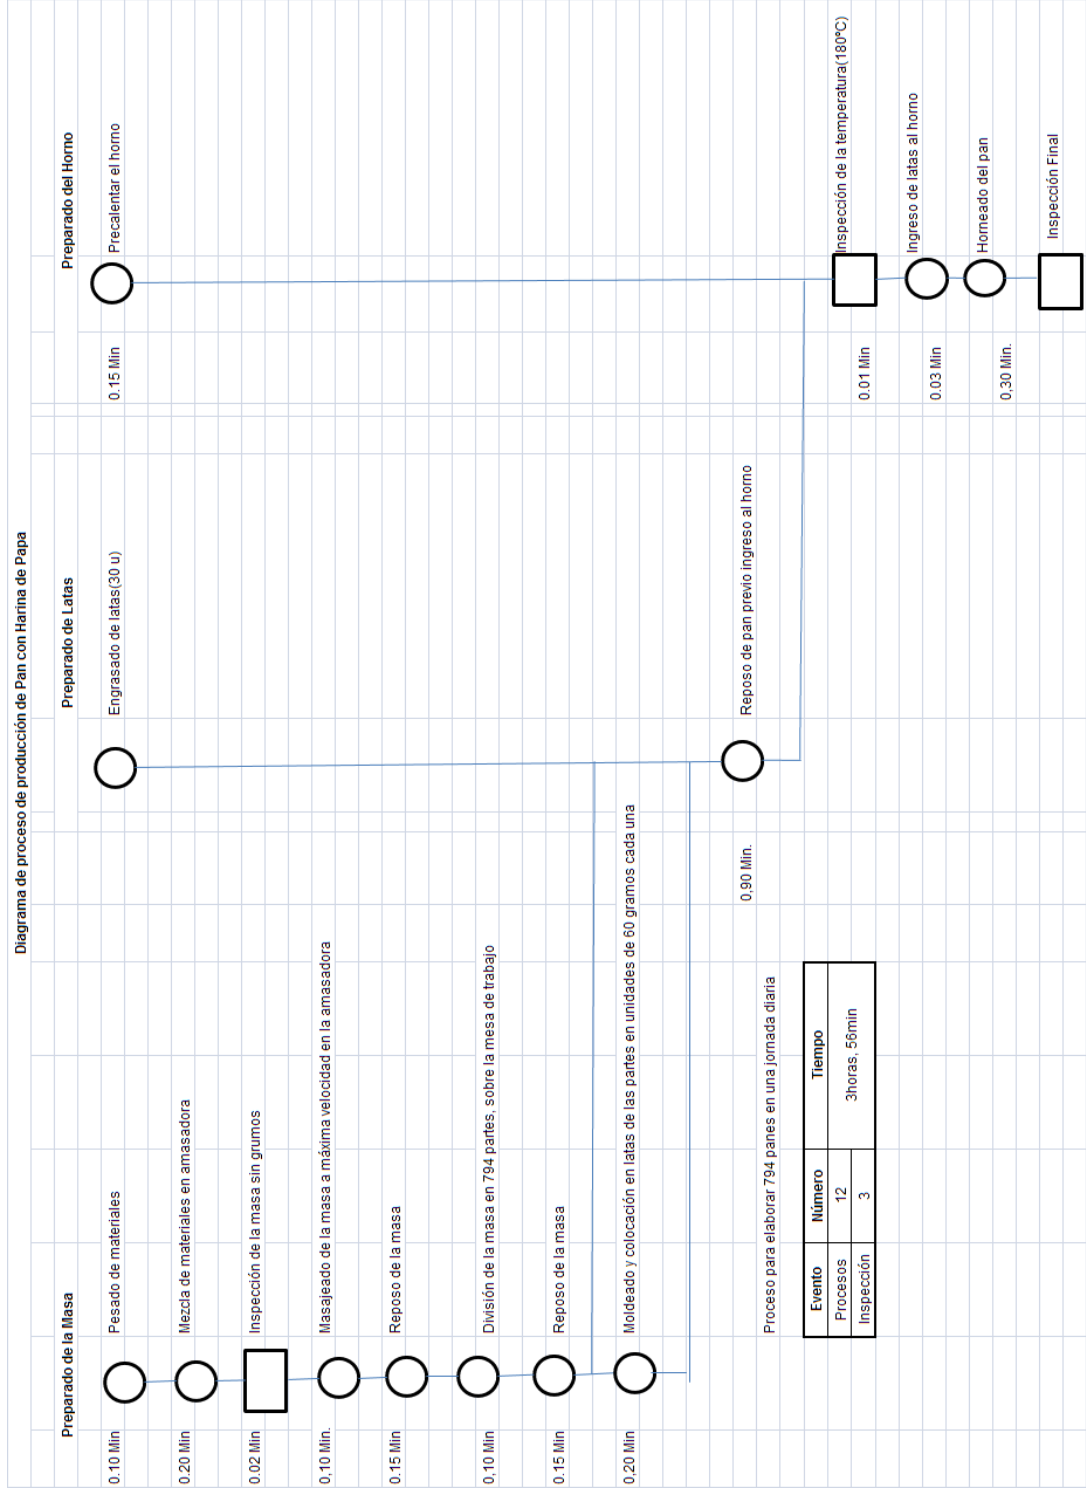 Diagrama de proceso de producción de Pan con Harina de Papa
Preparado de la Masa
Preparado de Latas
Preparado del Horno
0.10 Min
Pesado de materiales
Engrasado de latas(30 u)
0.15 Min
Precalentar el horno
0.20 Min
Mezcla de materiales en amasadora
0.02 Min
Inspección de la masa sin grumos
0,10 Min.
Masajeado de la masa a máxima velocidad en la amasadora
0.15 Min
Reposo de la masa
0,10 Min
División de la masa en 794 partes, sobre la mesa de trabajo
0.15 Min
Reposo de la masa
0,20 Min
Moldeado y colocación en latas de las partes en unidades de 60 gramos cada una
0,90 Min.
Reposo de pan previo ingreso al horno
Proceso para elaborar 794 panes en una jornada diaria
Evento Número Tiempo
Procesos 12 3horas, 56min
Inspección 3
0.01 Min
Inspección de la temperatura(180ºC)
0.03 Min
Ingreso de latas al horno
0,30 Min.
Horneado del pan
Inspección Final